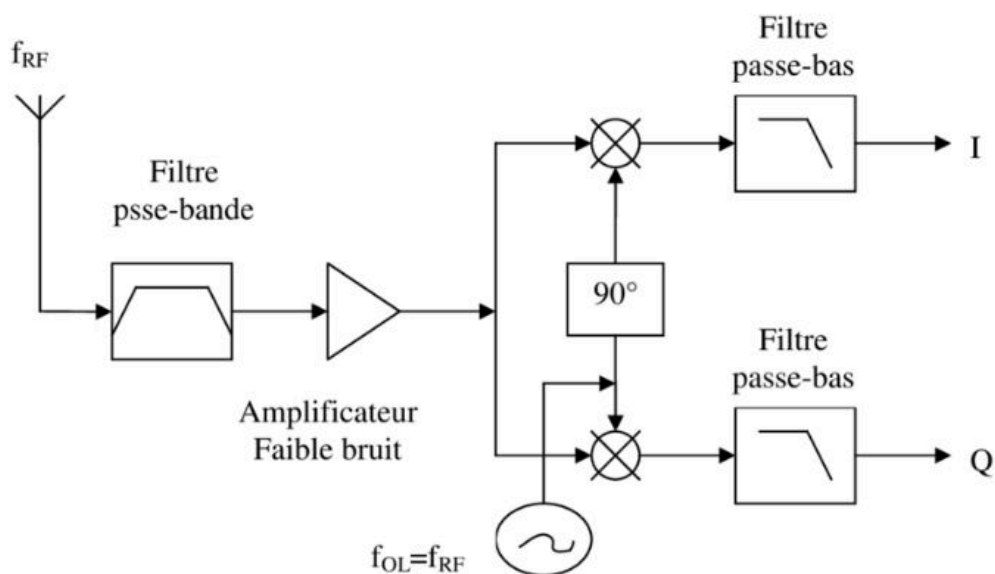 f_RF
Filtre
psse-bande
Amplificateur
Faible bruit
Filtre
passe-bas
I
90°
Filtre
passe-bas
Q
f_OL=f_RF